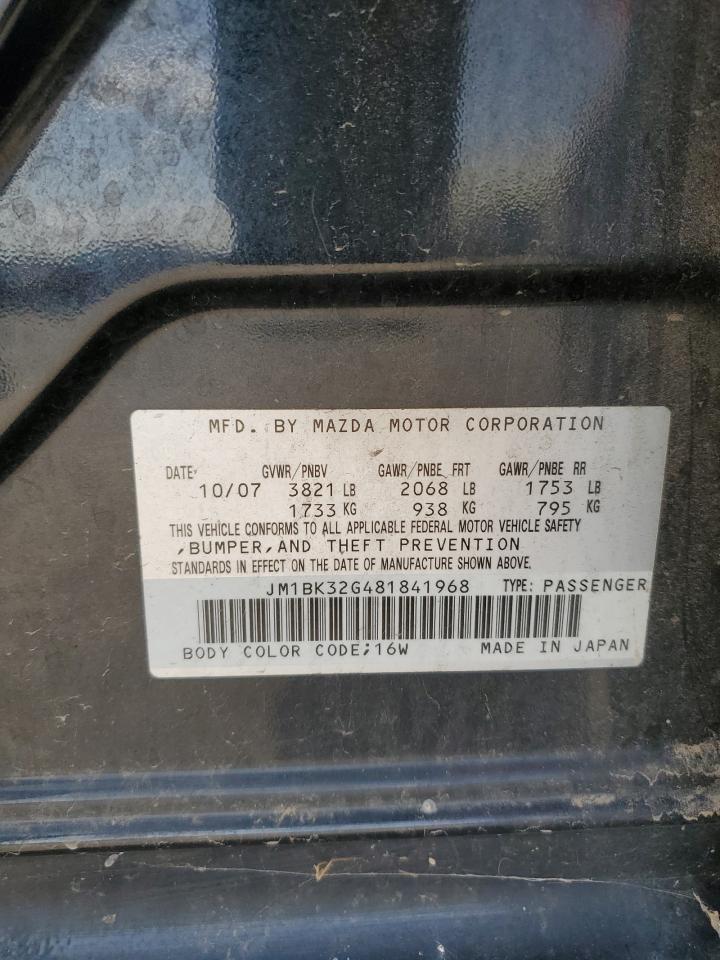 MFD. BY MAZDA MOTOR CORPORATION
DATE GVWR/PNBV GAWR/PNBE FRT GAWR/PNBE RR
10/07 3821 LB 2068 LB 1753 LB
1733 KG 938 KG 795 KG
THIS VEHICLE CONFORMS TO ALL APPLICABLE FEDERAL MOTOR VEHICLE SAFETY
,BUMPER,AND THEFT PREVENTION
STANDARDS IN EFFECT ON THE DATE OF MANUFACTURE SHOWN ABOVE.
JM1BK32G481841968 TYPE: PASSENGER
BODY COLOR CODE;16W MADE IN JAPAN